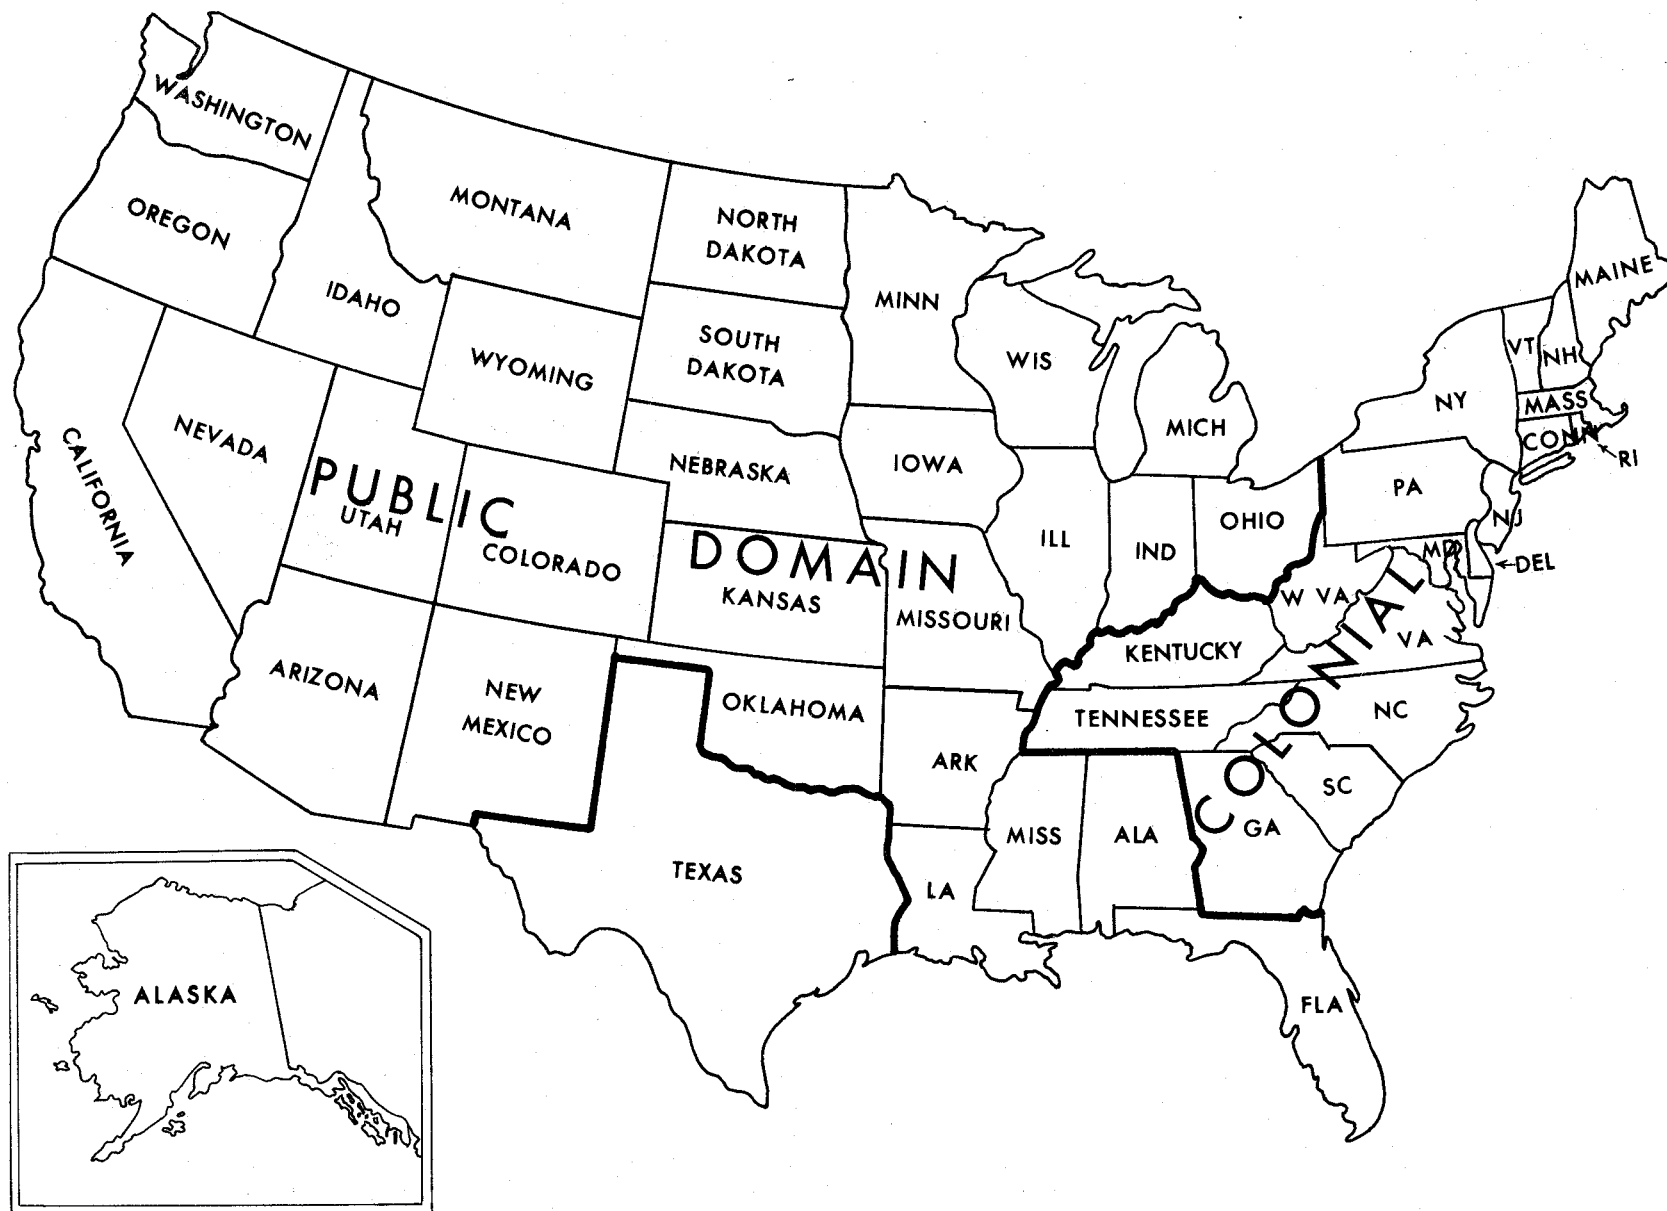 WASHINGTON
OREGON
IDAHO
MONTANA
NORTH
DAKOTA
MINN
SOUTH
DAKOTA
WYOMING
WIS
MICH
MAINE
VT
NH
NY
MASS
CONN
RI
CALIFORNIA
NEVADA
NEBRASKA
IOWA
PA
NJ
PUBLIC
UTAH
COLORADO
DOMAIN
KANSAS
MISSOURI
ILL
IND
OHIO
MD
DEL
W VA
VA
COLONIAL
KENTUCKY
ARIZONA
NEW
MEXICO
OKLAHOMA
TENNESSEE
NC
ARK
SC
TEXAS
LA
MISS
ALA
GA
FLA
ALASKA